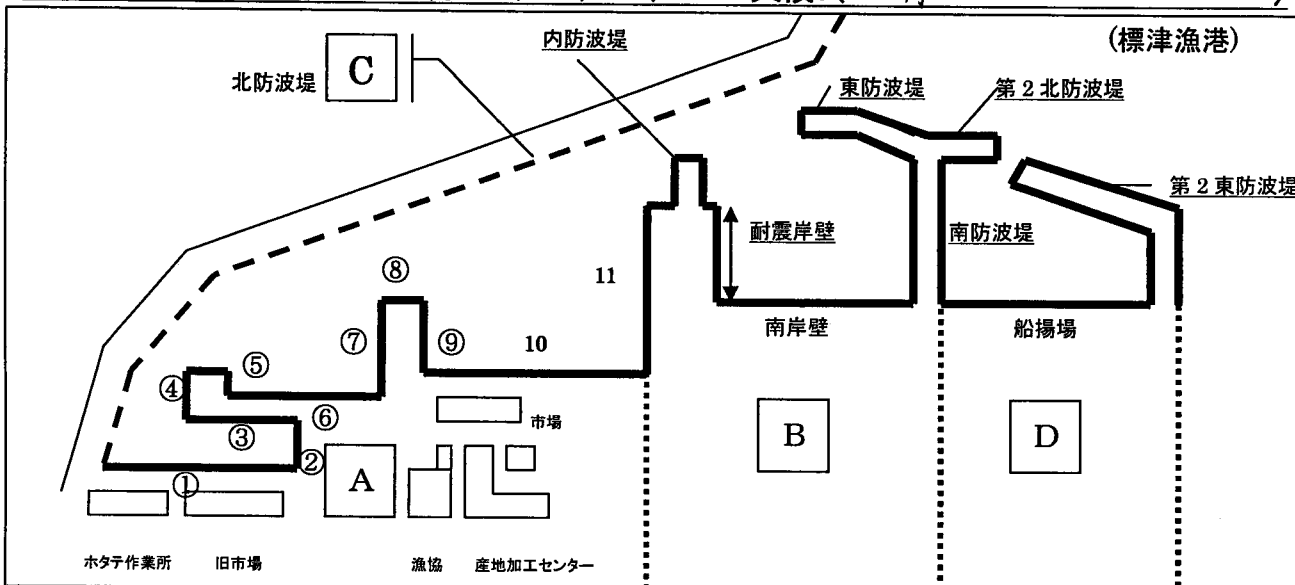 (標津漁港)
内防波堤
C
北防波堤
東防波堤
第2北防波堤
第2東防波堤
耐震岸壁
南防波堤
⑧
11
⑦
⑨
10
南岸壁
船揚場
⑤
④
⑥
③
市場
②
A
B
D
①
ホタテ作業所
旧市場
漁協
産地加工センター